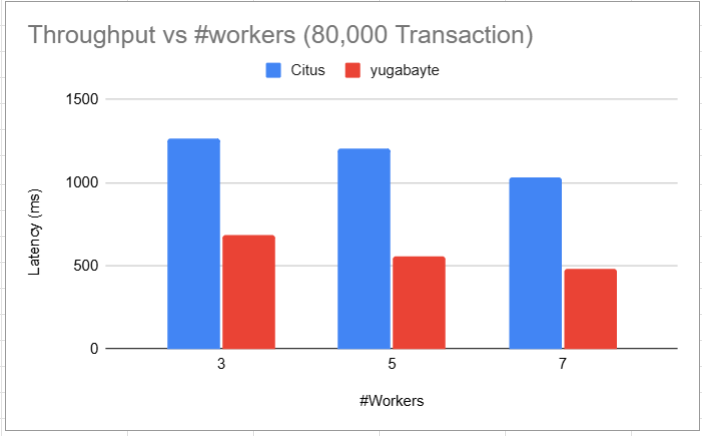 Throughput vs #workers (80,000 Transaction)
Citus yugabayte
1500
1000
500
0
Latency (ms)
3 5 7
#Workers